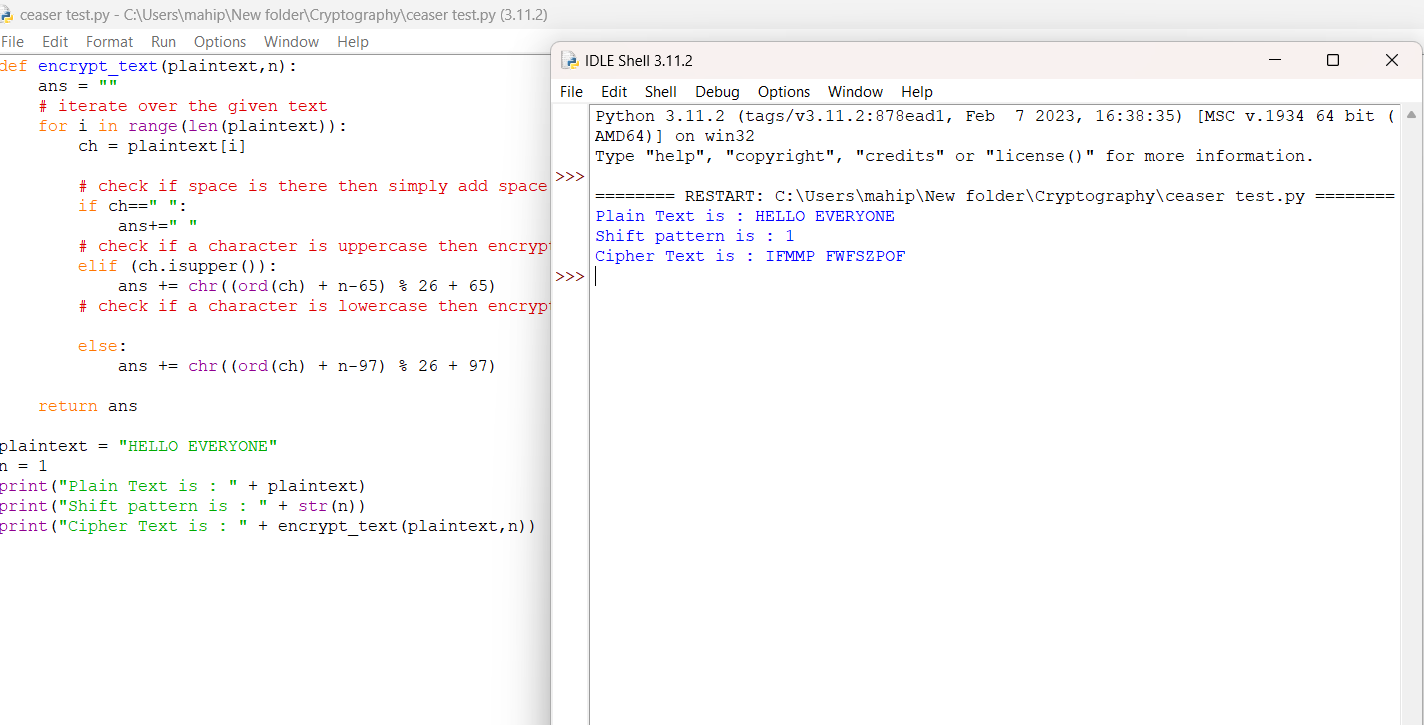 ceaser test.py - C:\Users\mahip\New folder\Cryptography\ceaser test.py (3.11.2)
File Edit Format Run Options Window Help
def encrypt_text(plaintext,n):
    ans = ""
    # iterate over the given text
    for i in range(len(plaintext)):
        ch = plaintext[i]
        # check if space is there then simply add space
        if ch==" ":
            ans+=" "
        # check if a character is uppercase then encryp
        elif (ch.isupper()):
            ans += chr((ord(ch) + n-65) % 26 + 65)
        # check if a character is lowercase then encryp
        else:
            ans += chr((ord(ch) + n-97) % 26 + 97)
    return ans
plaintext = "HELLO EVERYONE"
n = 1
print("Plain Text is : " + plaintext)
print("Shift pattern is : " + str(n))
print("Cipher Text is : " + encrypt_text(plaintext,n))
IDLE Shell 3.11.2
File Edit Shell Debug Options Window Help
Python 3.11.2 (tags/v3.11.2:878ead1, Feb  7 2023, 16:38:35) [MSC v.1934 64 bit (
AMD64)] on win32
Type "help", "copyright", "credits" or "license()" for more information.
>>>
======== RESTART: C:\Users\mahip\New folder\Cryptography\ceaser test.py ========
Plain Text is : HELLO EVERYONE
Shift pattern is : 1
Cipher Text is : IFMMP FWFSZPOF
>>>